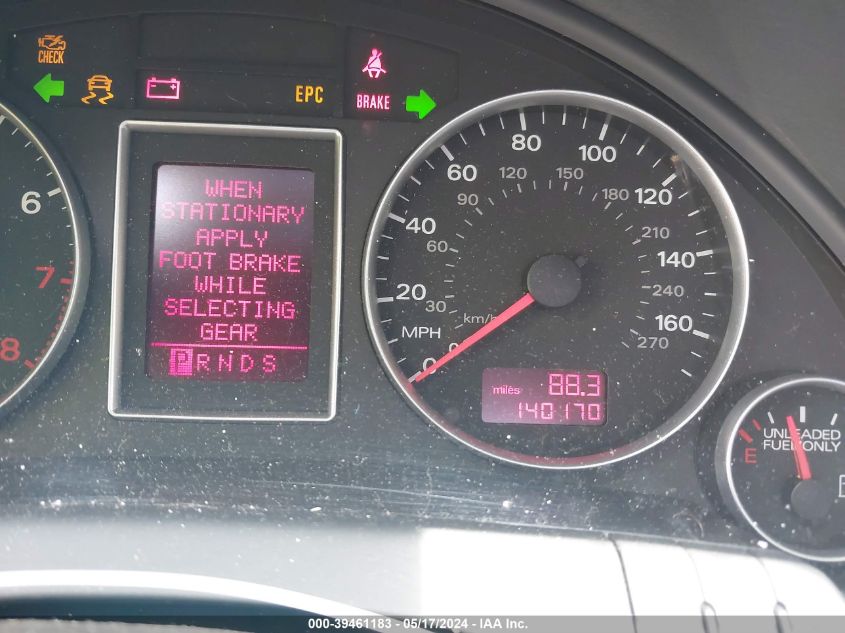 CHECK
EPC
BRAKE
WHEN
STATIONARY
APPLY
FOOT BRAKE
WHILE
SELECTING
GEAR
P R N D S
6
7
8
0
20
40
60
80
100
120
140
160
MPH
km/h
0
30
60
90
120
150
180
210
240
270
miles 88.3
140170
UNLEADED
FUEL ONLY
E
000-39461183 - 05/17/2024 - IAA Inc.